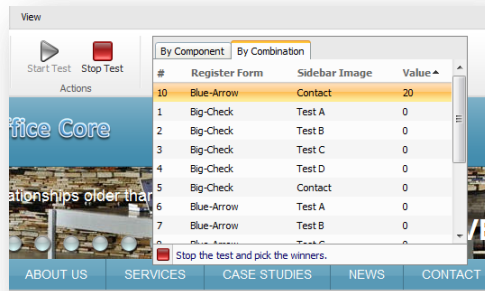 View
Start Test Stop Test
Actions
By Component By Combination
# Register Form Sidebar Image Value
10 Blue-Arrow Contact 20
1 Big-Check Test A 0
2 Big-Check Test B 0
3 Big-Check Test C 0
4 Big-Check Test D 0
5 Big-Check Contact 0
6 Blue-Arrow Test A 0
7 Blue-Arrow Test B 0
Stop the test and pick the winners.
ffice Core
ationships older than
ABOUT US SERVICES CASE STUDIES NEWS CONTACT